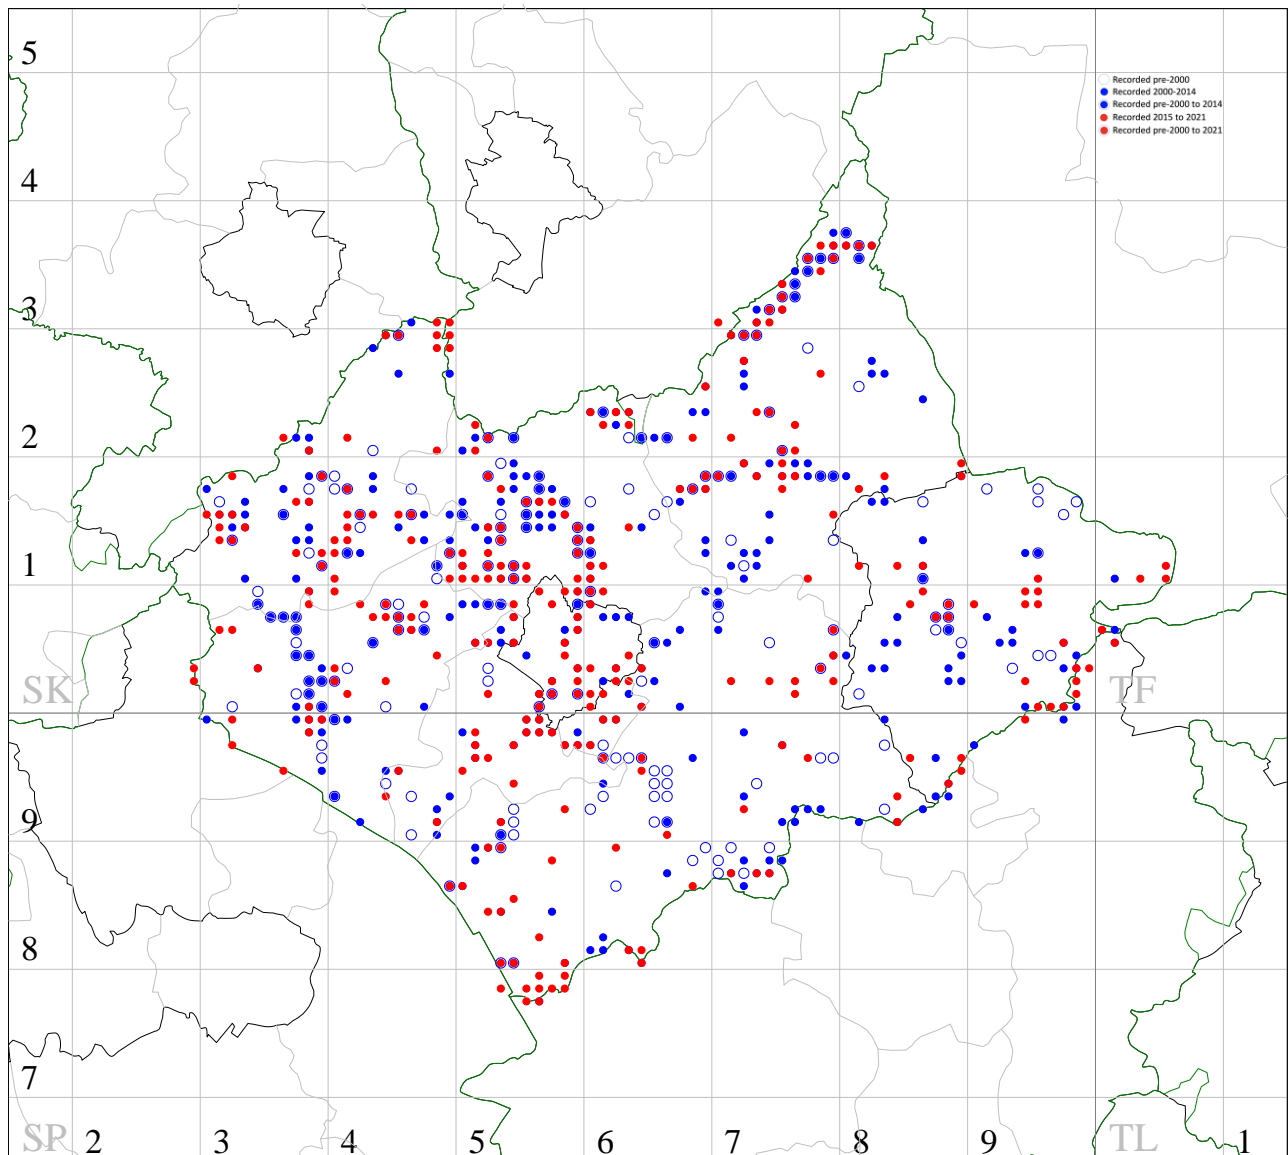 5
Recorded pre-2000
Recorded 2000-2014
Recorded pre-2000 to 2014
Recorded 2015 to 2021
Recorded pre-2000 to 2021
4
3
2
1
SK
TF
9
8
7
SP 2 3 4 5 6 7 8 9 TL 1